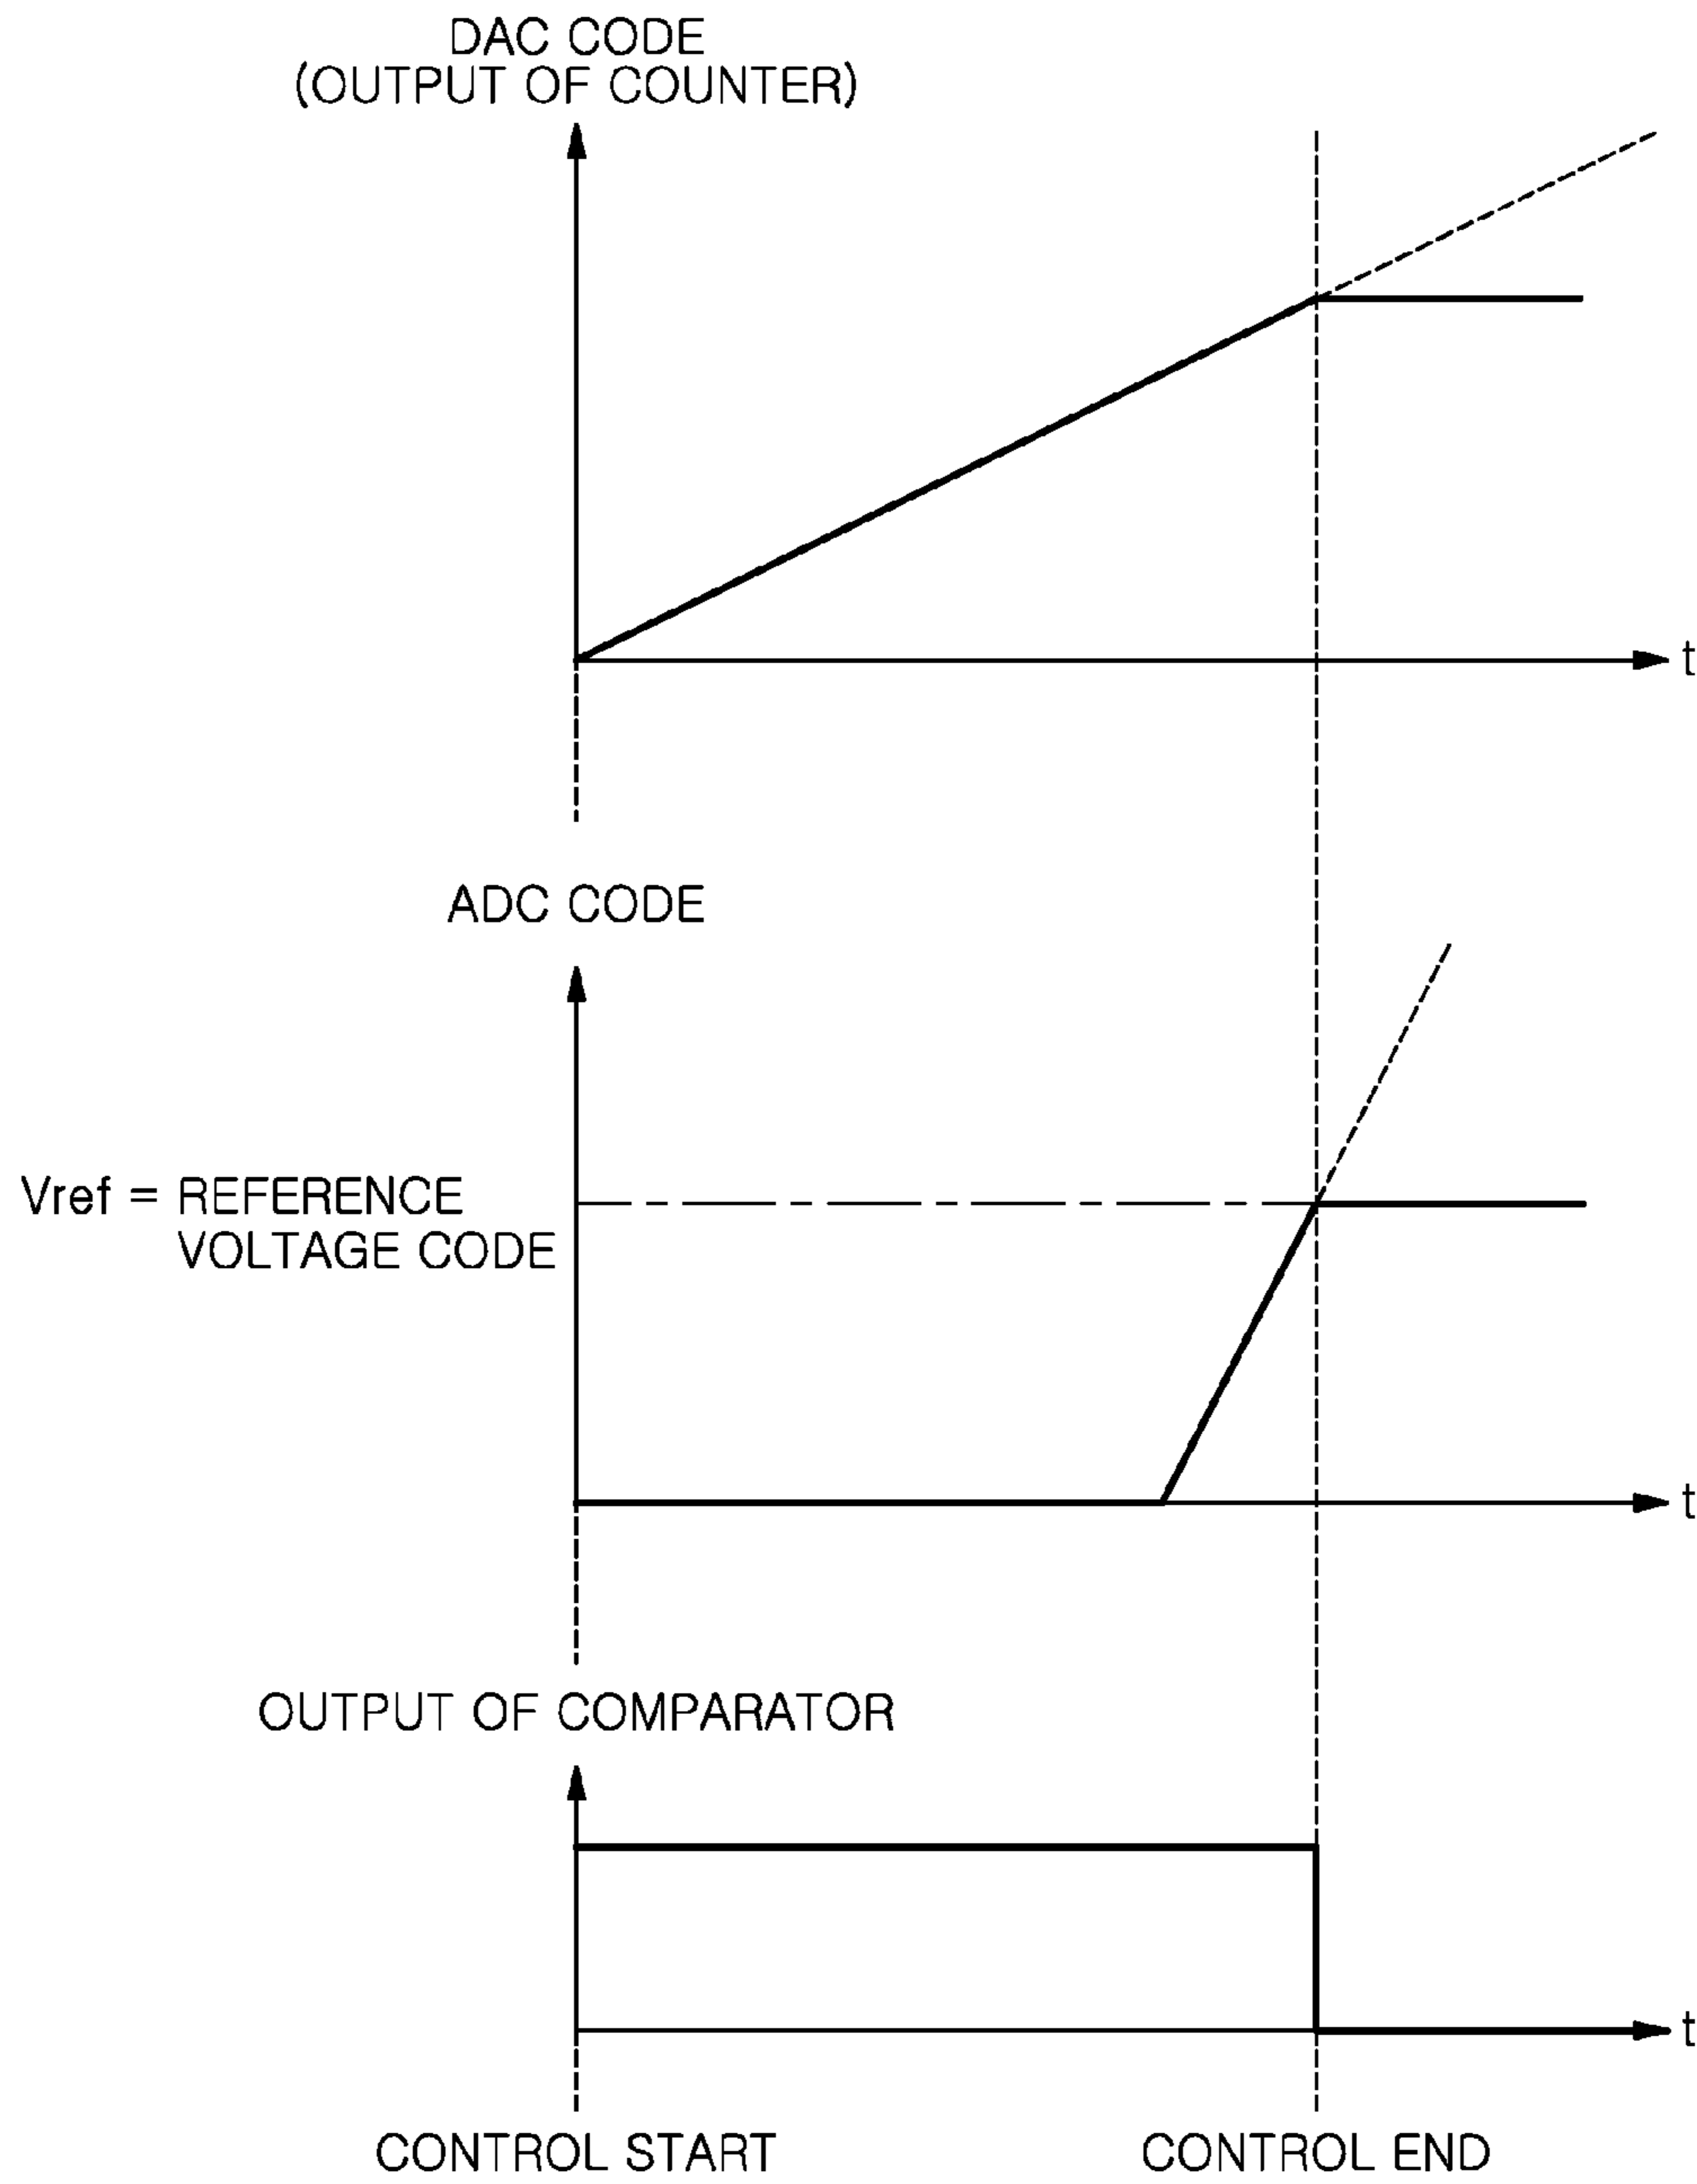 DAC CODE
(OUTPUT OF COUNTER)
t
ADC CODE
Vref = REFERENCE
VOLTAGE CODE
t
OUTPUT OF COMPARATOR
t
CONTROL START
CONTROL END